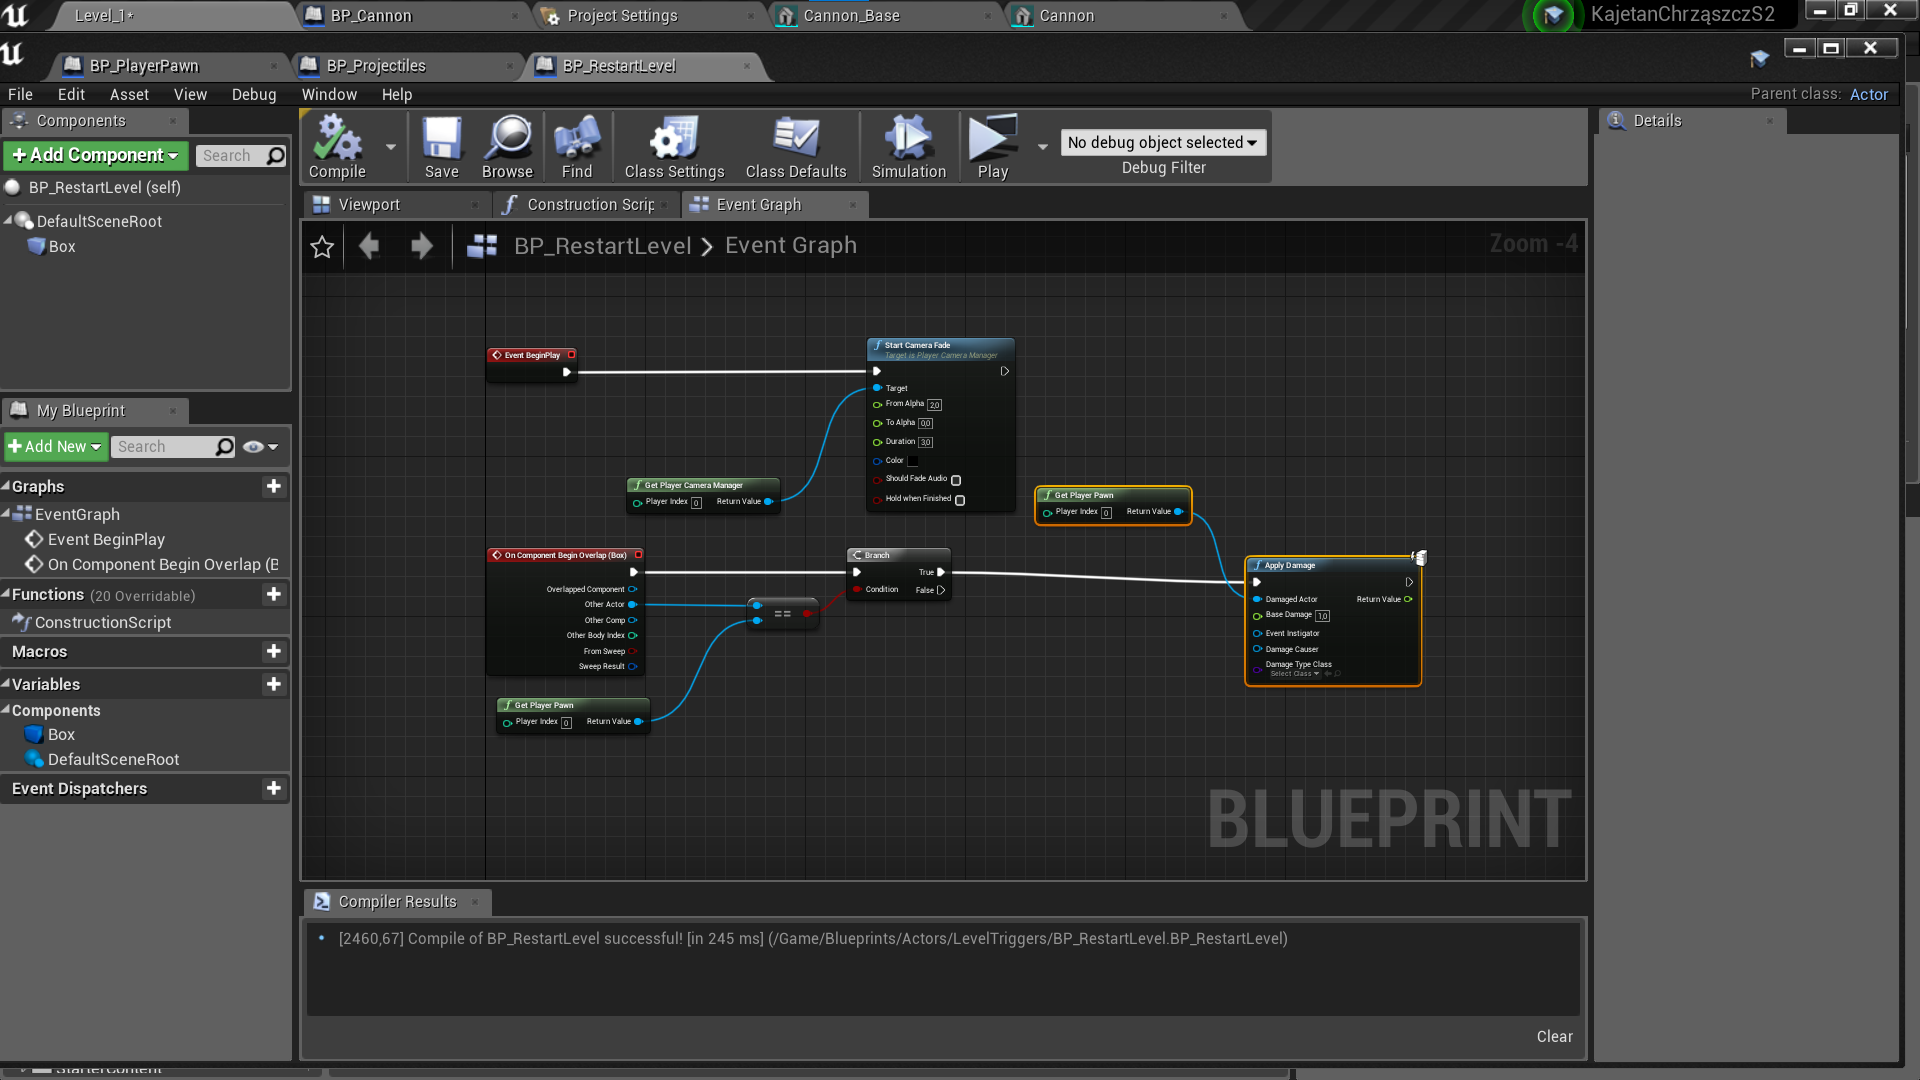 Level_1*
BP_Cannon
Project Settings
Cannon_Base
Cannon
KajetanChrząszczS2
BP_PlayerPawn
BP_Projectiles
BP_RestartLevel
File Edit Asset View Debug Window Help
Parent class: Actor
Components
Add Component
Search
BP_RestartLevel (self)
DefaultSceneRoot
Box
Compile
Save
Browse
Find
Class Settings
Class Defaults
Simulation
Play
No debug object selected
Debug Filter
Details
Viewport
Construction Scrip
Event Graph
BP_RestartLevel > Event Graph
Zoom -4
My Blueprint
Add New
Search
Graphs
EventGraph
Event BeginPlay
On Component Begin Overlap (B
Functions (20 Overridable)
ConstructionScript
Macros
Variables
Components
Box
DefaultSceneRoot
Event Dispatchers
Event BeginPlay
Start Camera Fade
Target is Player Camera Manager
Target
From Alpha 2,0
To Alpha 0,0
Duration 3,0
Color
Should Fade Audio
Hold when Finished
Get Player Camera Manager
Player Index 0 Return Value
Get Player Pawn
Player Index 0 Return Value
On Component Begin Overlap (Box)
Overlapped Component
Other Actor
Other Comp
Other Body Index
From Sweep
Sweep Result
==
Branch
True
Condition False
Apply Damage
Damaged Actor Return Value
Base Damage 1,0
Event Instigator
Damage Causer
Damage Type Class
Select Class
Get Player Pawn
Player Index 0 Return Value
BLUEPRINT
Compiler Results
[2460,67] Compile of BP_RestartLevel successful! [in 245 ms] (/Game/Blueprints/Actors/LevelTriggers/BP_RestartLevel.BP_RestartLevel)
Clear
StarterContent